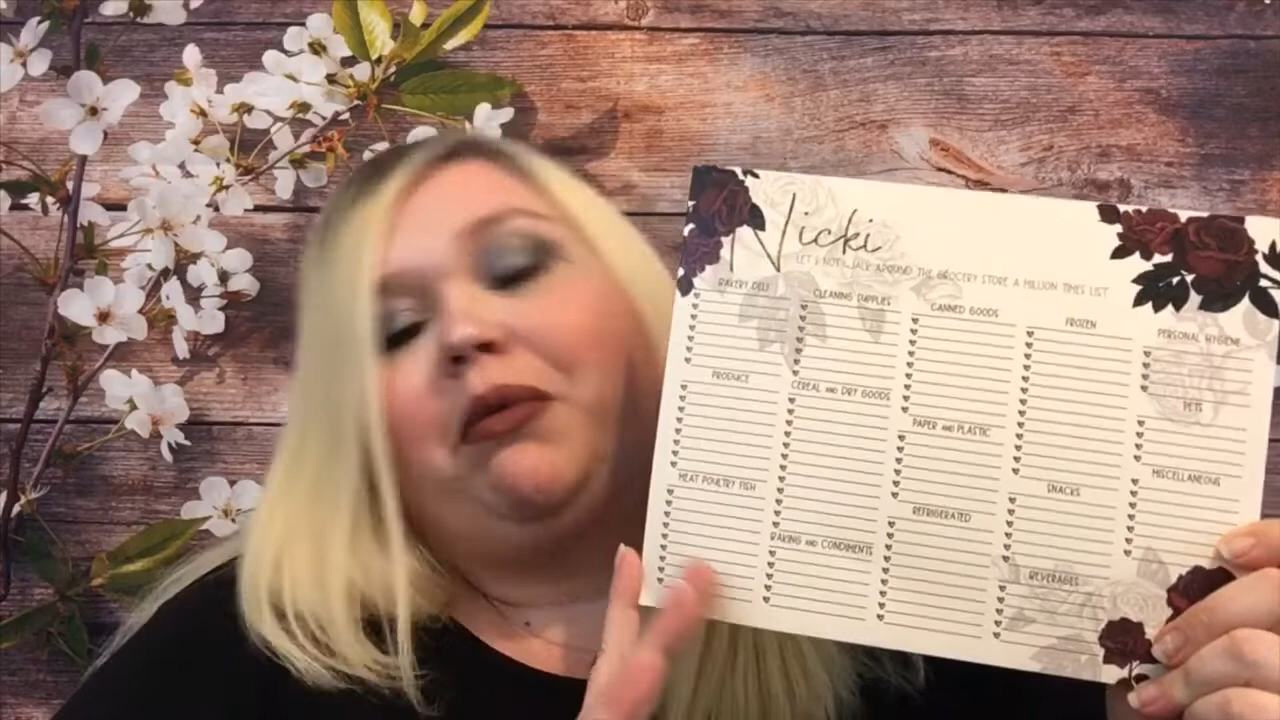 Nicki
LET'S NOT WALK AROUND THE GROCERY STORE A MILLION TIMES LIST
BAKERY DELI
PRODUCE
MEAT POULTRY FISH
CLEANING SUPPLIES
CEREAL AND DRY GOODS
BAKING AND CONDIMENTS
CANNED GOODS
PAPER AND PLASTIC
REFRIGERATED
FROZEN
SNACKS
BEVERAGES
PERSONAL HYGIENE
PETS
MISCELLANEOUS